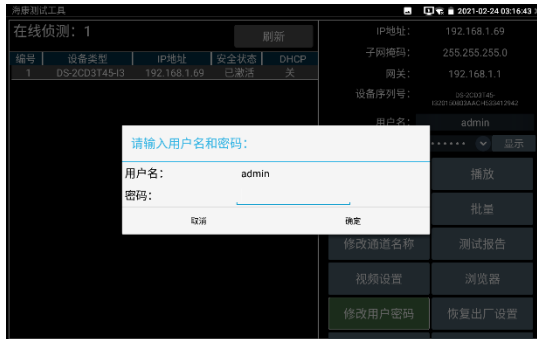 海康测试工具
2021-02-24 03:16:43
在线侦测：1
刷新
编号 设备类型 IP地址 安全状态 DHCP
1 DS-2CD3T45-I3 192.168.1.69 已激活 关
IP地址： 192.168.1.69
子网掩码： 255.255.255.0
网关： 192.168.1.1
设备序列号： DS-2CD3T45-
用户名： admin
显示
请输入用户名和密码：
用户名： admin
密码：
取消 确定
播放
批量
修改通道名称 测试报告
视频设置 浏览器
修改用户密码 恢复出厂设置